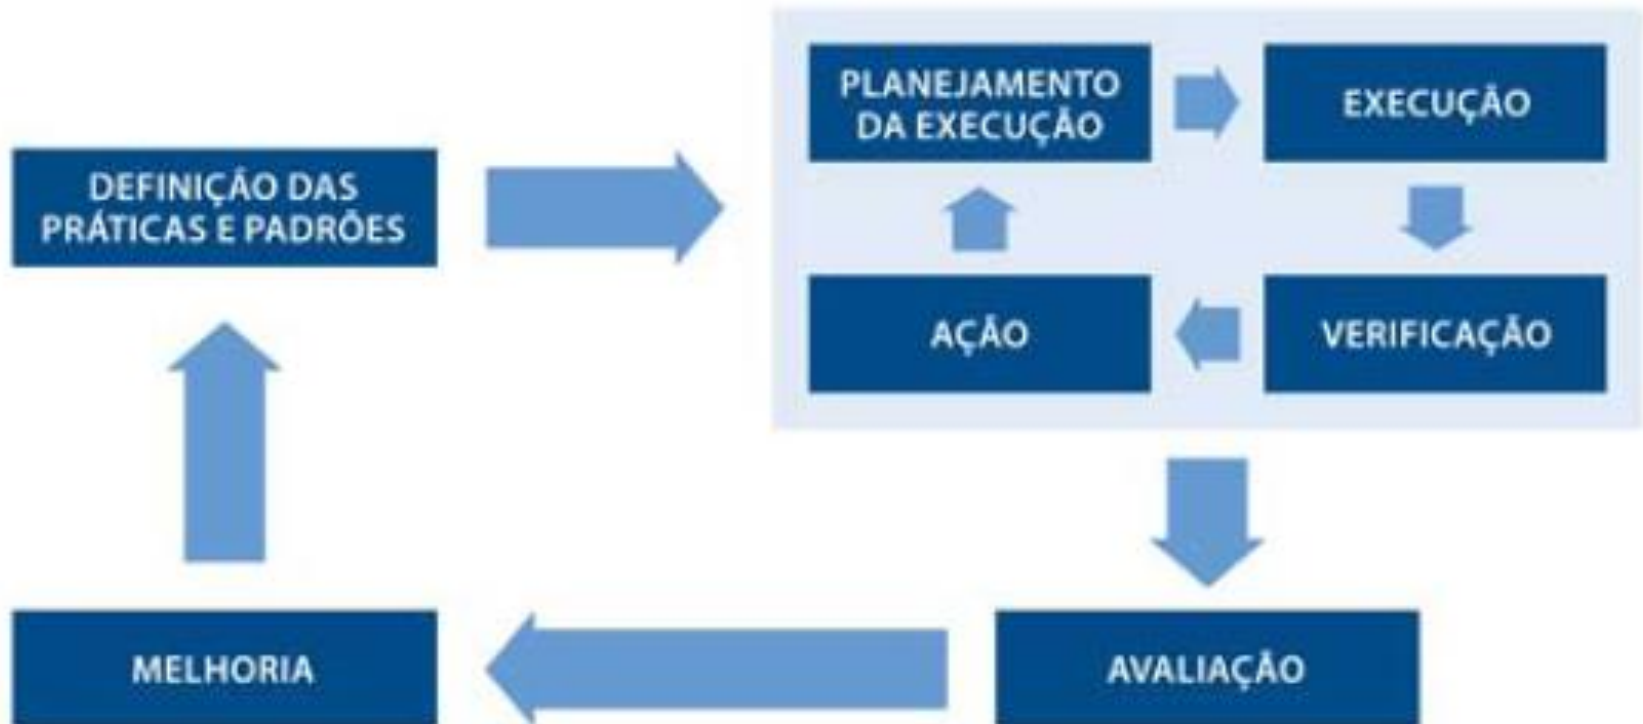 PLANEJAMENTO
DA EXECUÇÃO
EXECUÇÃO
DEFINIÇÃO DAS
PRÁTICAS E PADRÕES
AÇÃO
VERIFICAÇÃO
MELHORIA
AVALIAÇÃO